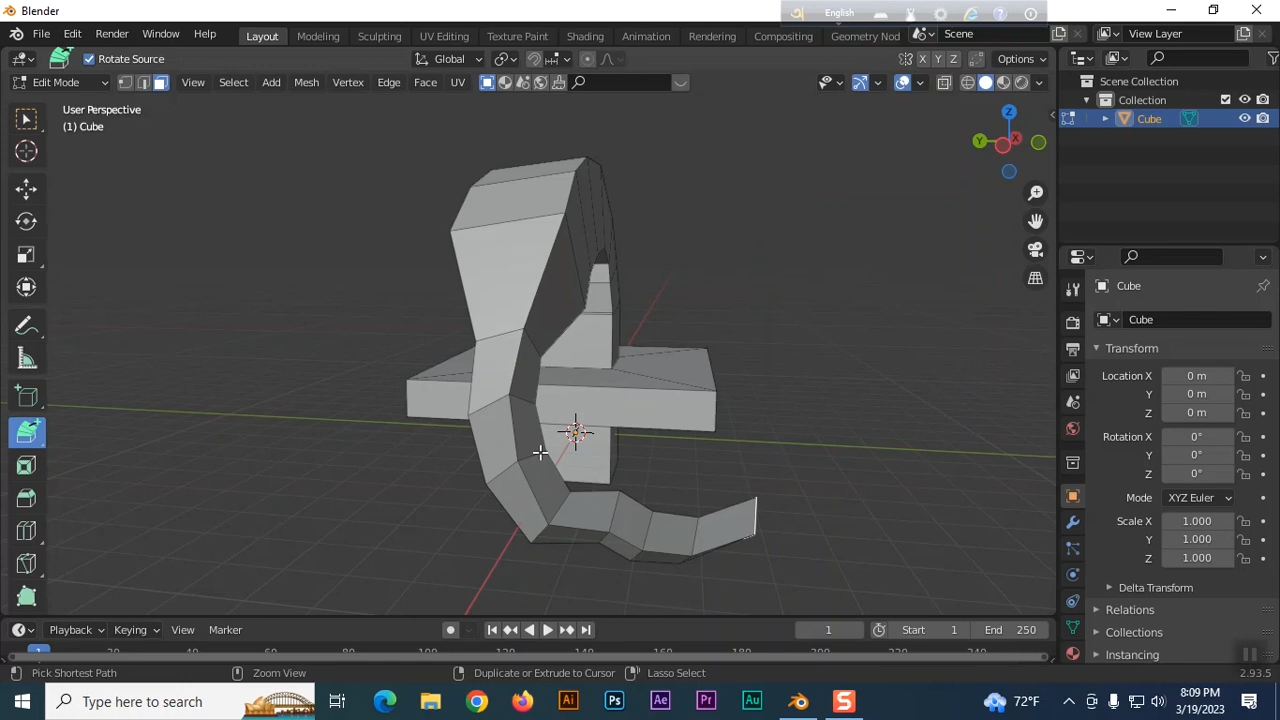 Blender
English
File Edit Render Window Help
Layout Modeling Sculpting UV Editing Texture Paint Shading Animation Rendering Compositing Geometry Nod
Scene
View Layer
Rotate Source
Global
X Y Z
Options
Edit Mode
View Select Add Mesh Vertex Edge Face UV
User Perspective
(1) Cube
Z
Y
X
Scene Collection
Collection
Cube
Cube
Cube
Transform
Location X 0 m
Y 0 m
Z 0 m
Rotation X 0°
Y 0°
Z 0°
Mode XYZ Euler
Scale X 1.000
Y 1.000
Z 1.000
Delta Transform
Relations
Collections
Instancing
Playback Keying View Marker
1
Start 1
End 250
Pick Shortest Path
Zoom View
Duplicate or Extrude to Cursor
Lasso Select
2.93.5
Type here to search
Ai Ps Ae Pr Au
S
72°F
8:09 PM
3/19/2023